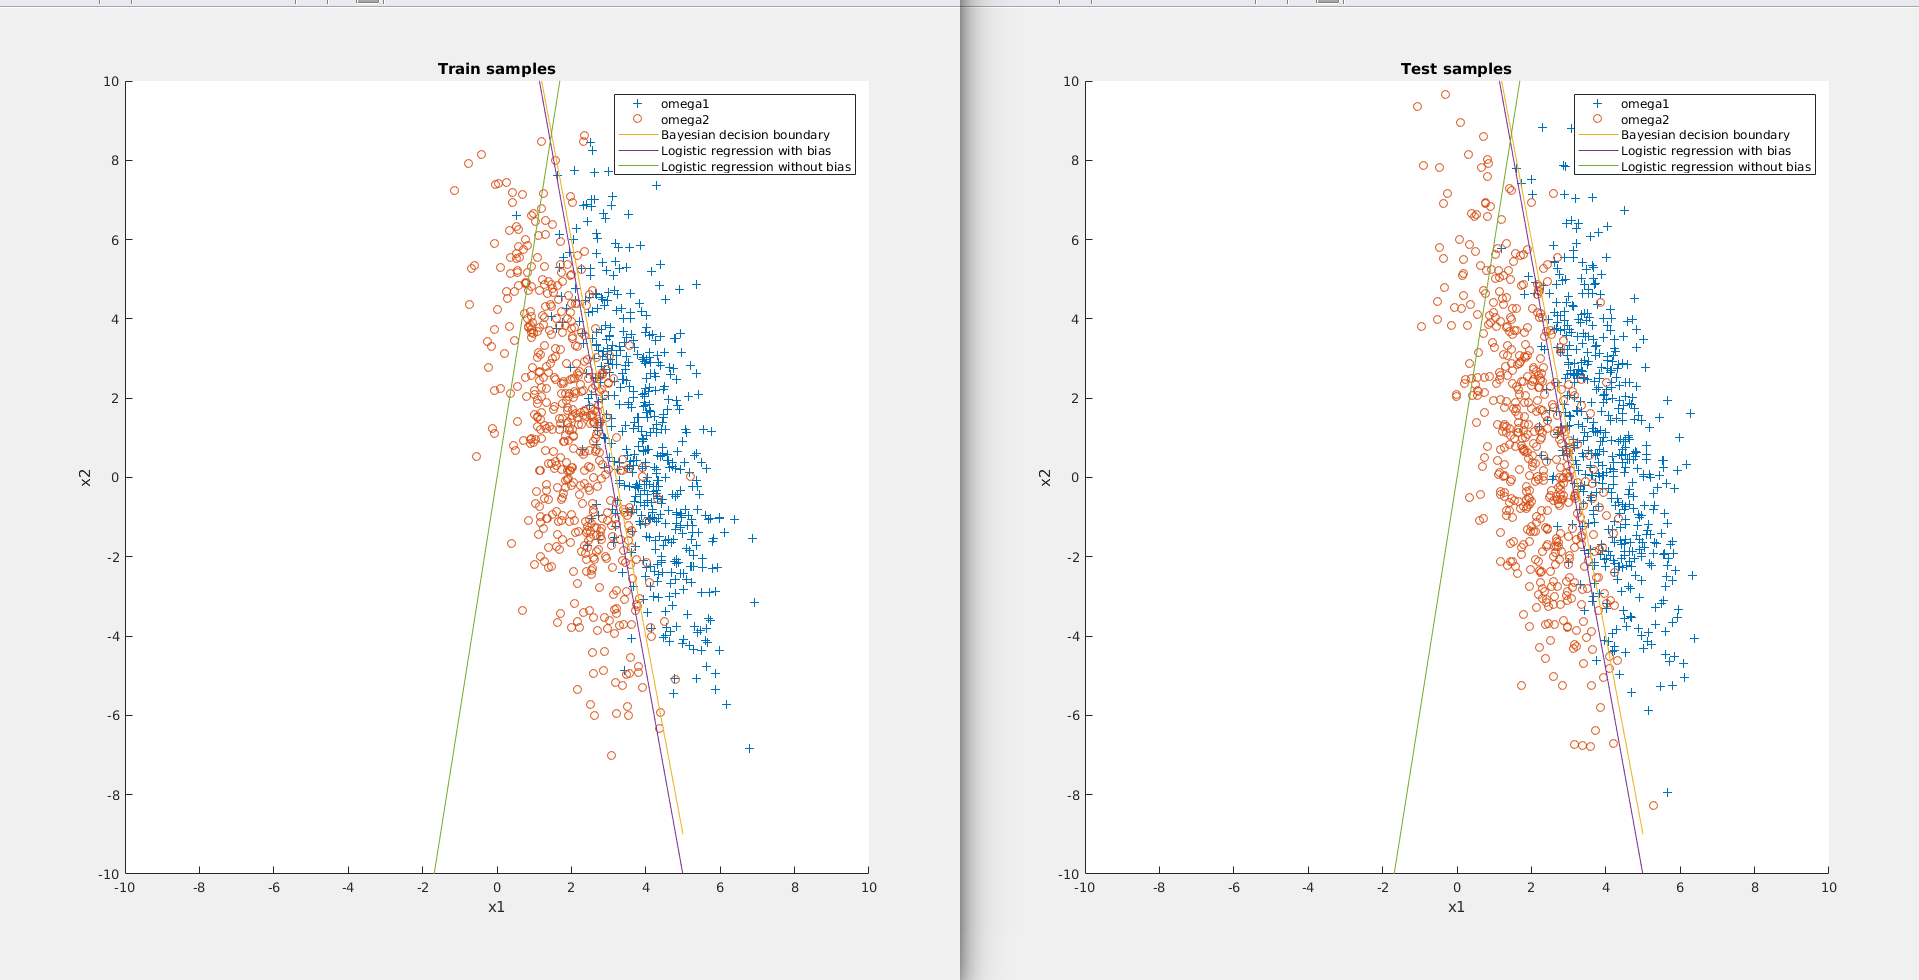 Train samples
10
8
6
4
2
0
-2
-4
-6
-8
-10
x2
omega1
omega2
Bayesian decision boundary
Logistic regression with bias
Logistic regression without bias
-10 -8 -6 -4 -2 0 2 4 6 8 10
x1
Test samples
10
8
6
4
2
0
-2
-4
-6
-8
-10
x2
omega1
omega2
Bayesian decision boundary
Logistic regression with bias
Logistic regression without bias
-10 -8 -6 -4 -2 0 2 4 6 8 10
x1